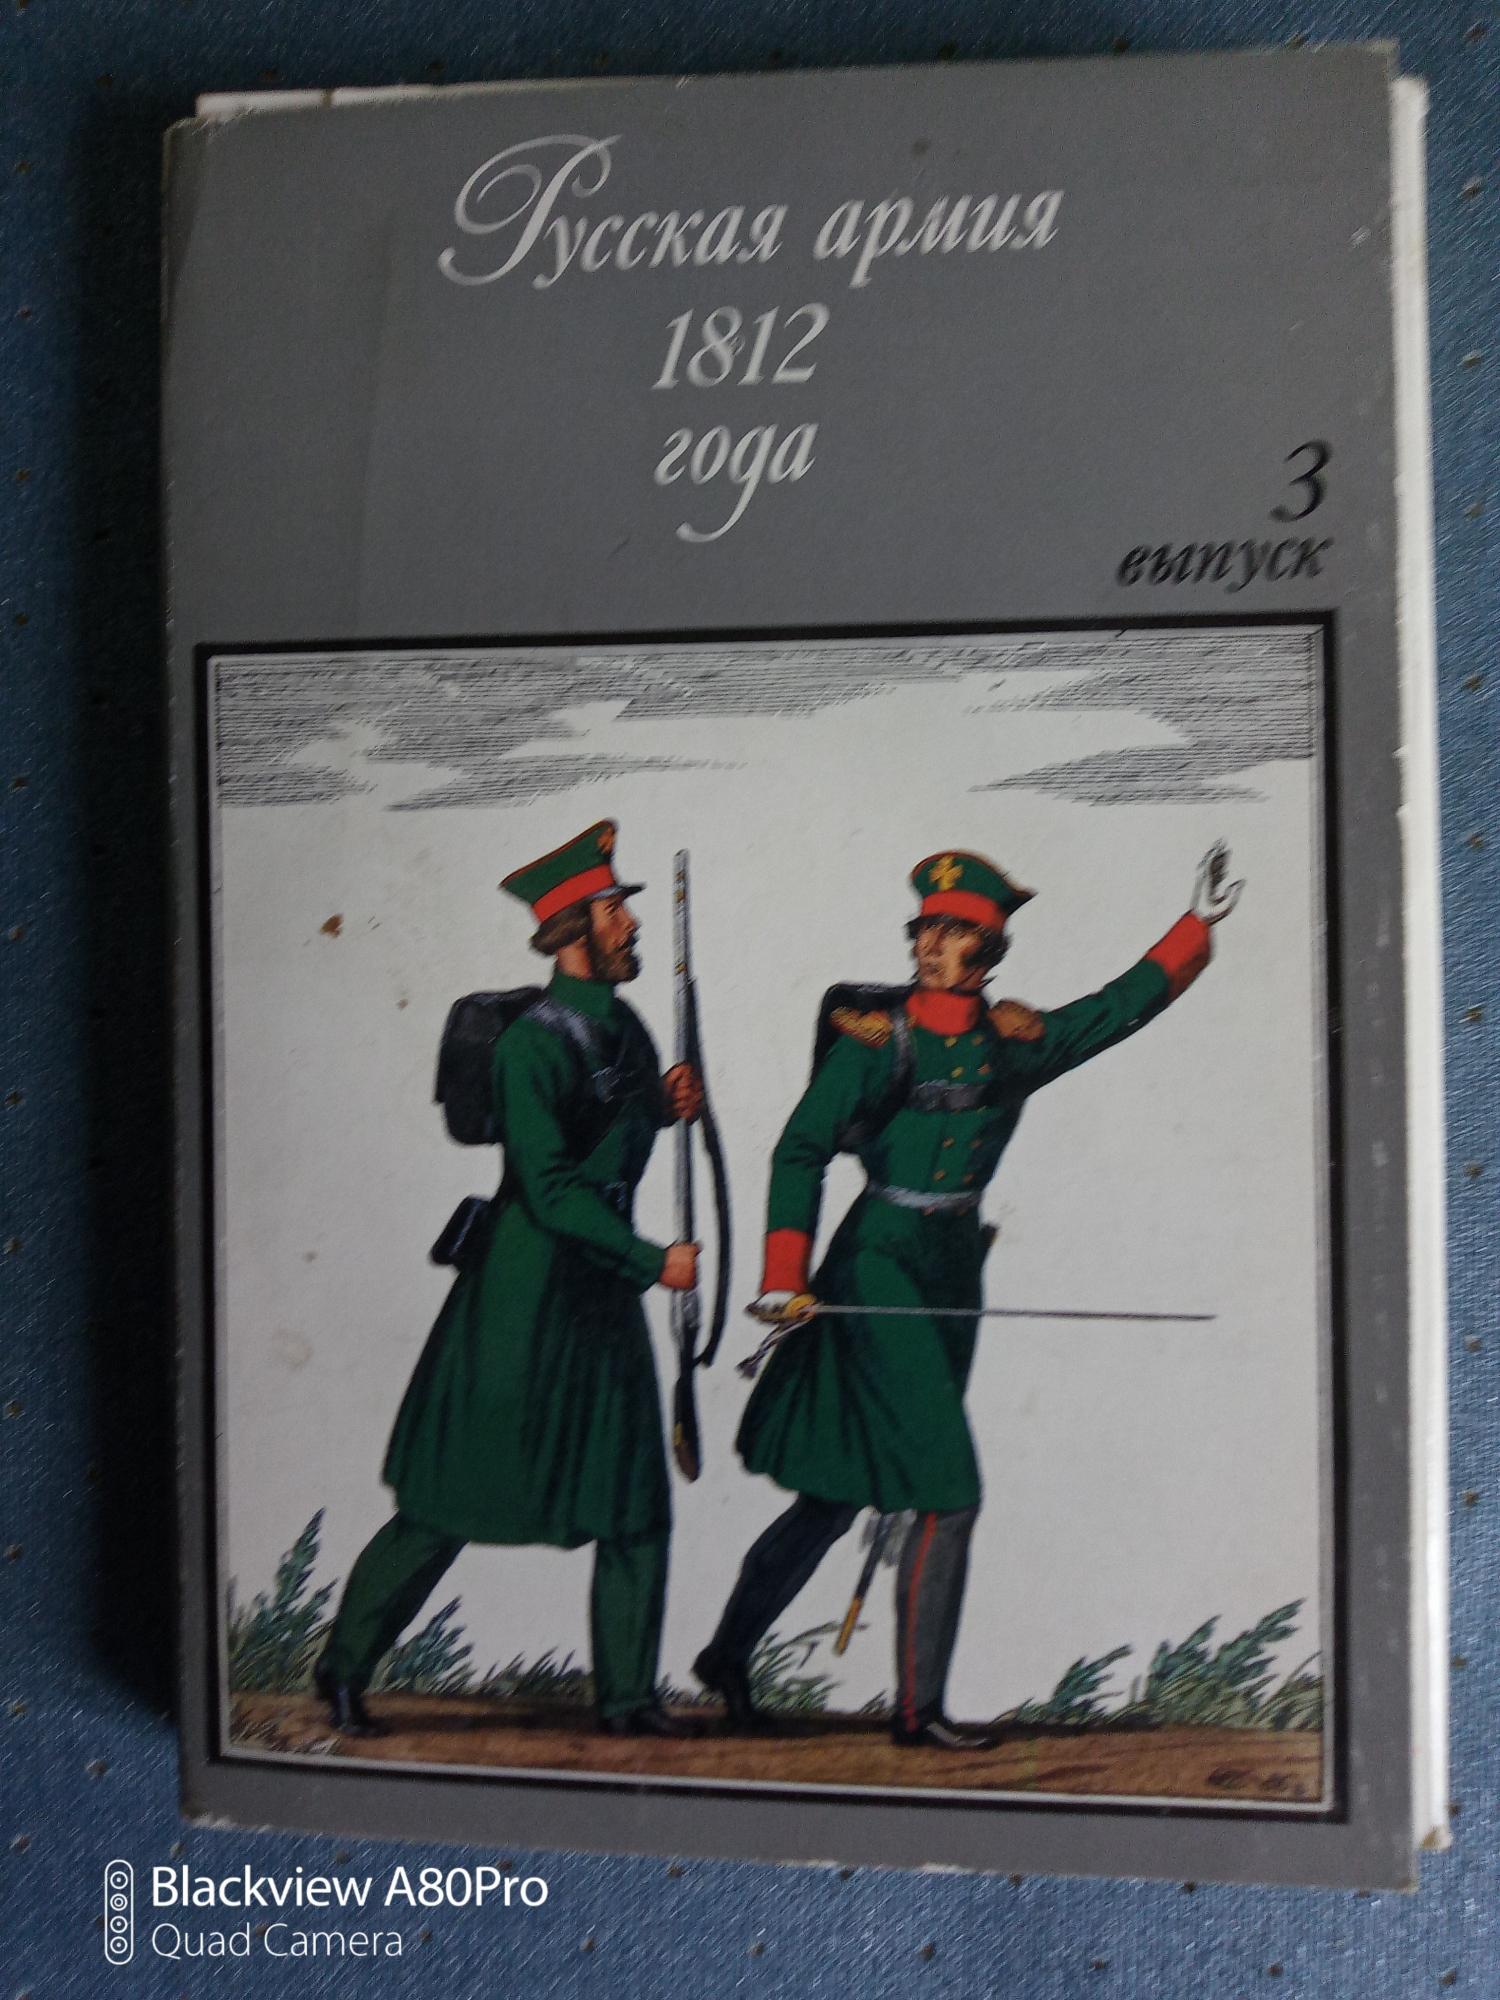 Русская армия
1812
года
3
выпуск
Blackview A80Pro
Quad Camera